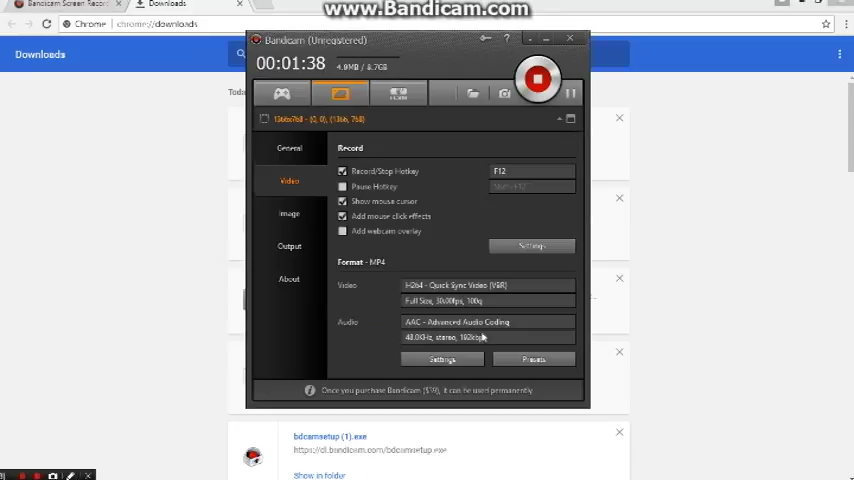 www.Bandicam.com
Bandicam Screen Record
Downloads
Chrome
chrome://downloads
Downloads
Toda
Bandicam (Unregistered)
00:01:38
4.9MB / 8.7GB
1366x768 - (0, 0), (1366, 768)
General
Video
Image
Output
About
Record
Record/Stop Hotkey
F12
Pause Hotkey
Shift+F12
Show mouse cursor
Add mouse click effects
Add webcam overlay
Settings
Format - MP4
Video
H264 - Quick Sync Video (VBR)
Full Size, 30.00fps, 100q
Audio
AAC - Advanced Audio Coding
48.0KHz, stereo, 192kbps
Settings
Presets
Once you purchase Bandicam ($39), it can be used permanently
bdcamsetup (1).exe
https://dl.bandicam.com/bdcamsetup.exe
Show in folder